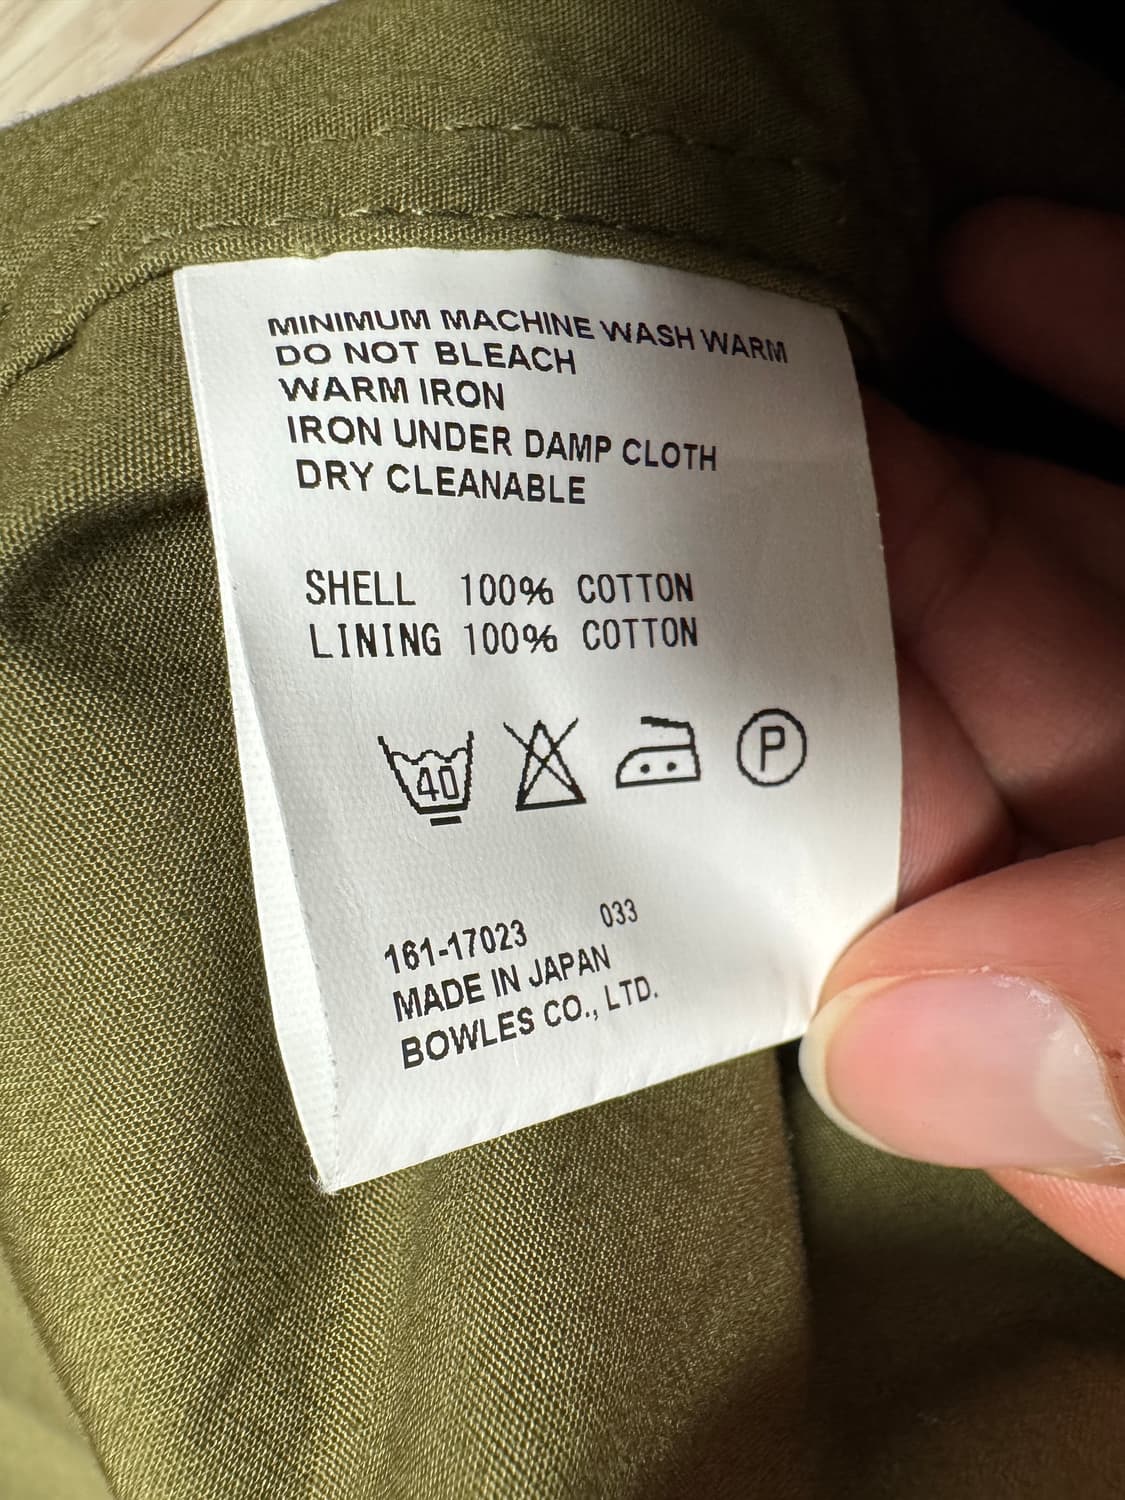 MINIMUM MACHINE WASH WARM
DO NOT BLEACH
WARM IRON
IRON UNDER DAMP CLOTH
DRY CLEANABLE
SHELL 100% COTTON
LINING 100% COTTON
40 P
161-17023 033
MADE IN JAPAN
BOWLES CO., LTD.